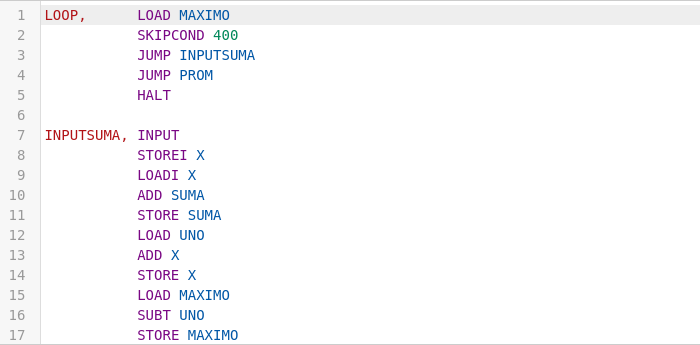 1 LOOP, LOAD MAXIMO
2 SKIPCOND 400
3 JUMP INPUTSUMA
4 JUMP PROM
5 HALT
6
7 INPUTSUMA, INPUT
8 STOREI X
9 LOADI X
10 ADD SUMA
11 STORE SUMA
12 LOAD UNO
13 ADD X
14 STORE X
15 LOAD MAXIMO
16 SUBT UNO
17 STORE MAXIMO